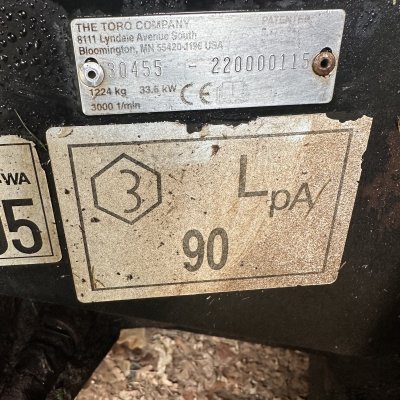 THE TORO COMPANY
8111 Lyndale Avenue South
Bloomington, MN 55420-1196 USA
30455 - 220000115
1224 kg 33.6 kW CE
3000 1/min
WA
05
3 LpA
90